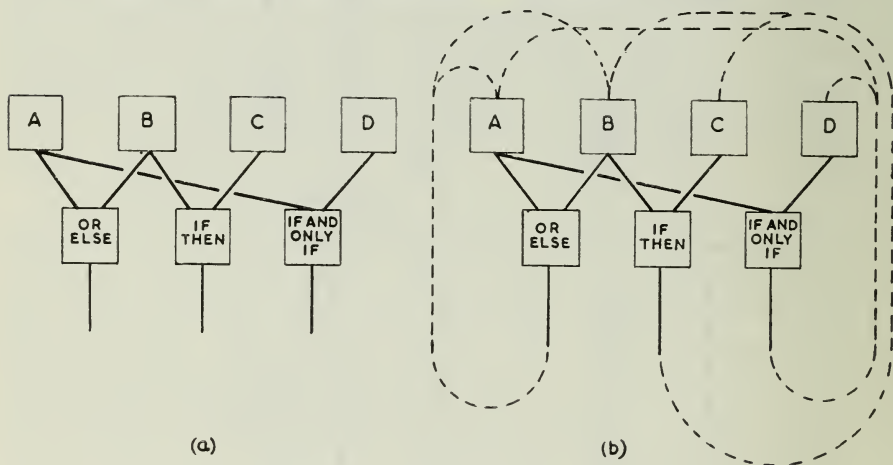 A B C D
OR
ELSE
IF
THEN
IF AND
ONLY
IF
(a)
A B C D
OR
ELSE
IF
THEN
IF AND
ONLY
IF
(b)